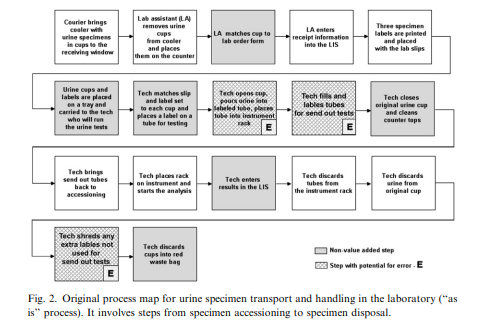 Courier brings
cooler with
urine specimens
in cups to the
receiving window
Lab assistant (LA)
removes urine
cups
from cooler
and places
them on the counter
LA matches cup to
lab order form
LA enters
receipt information
into the LIS
Three specimen
labels are printed
and placed
with the lab slips
Urine cups and
labels are placed
on a tray and
carried to the tech
who will run
the urine tests
Tech matches slip
and label set
to each cup and
places a label on a
tube for testing
Tech opens cup,
pours urine into
labeled tube, places
tube into instrument
rack
E
Tech fills and
lables tubes
for send out tests
E
Tech closes
original urine cup
and cleans
counter tops
Tech brings
send out tubes
back to
accessioning
Tech places rack
on instrument and
starts the analysis
Tech enters
results in the LIS
Tech discards
tubes from
the instrument rack
Tech discards
urine from
original cup
Tech shreds any
extra lables not
used for
send out tests
E
Tech discards
cups into red
waste bag
Non-value added step
Step with potential for error - E
Fig. 2. Original process map for urine specimen transport and handling in the laboratory (“as
is” process). It involves steps from specimen accessioning to specimen disposal.